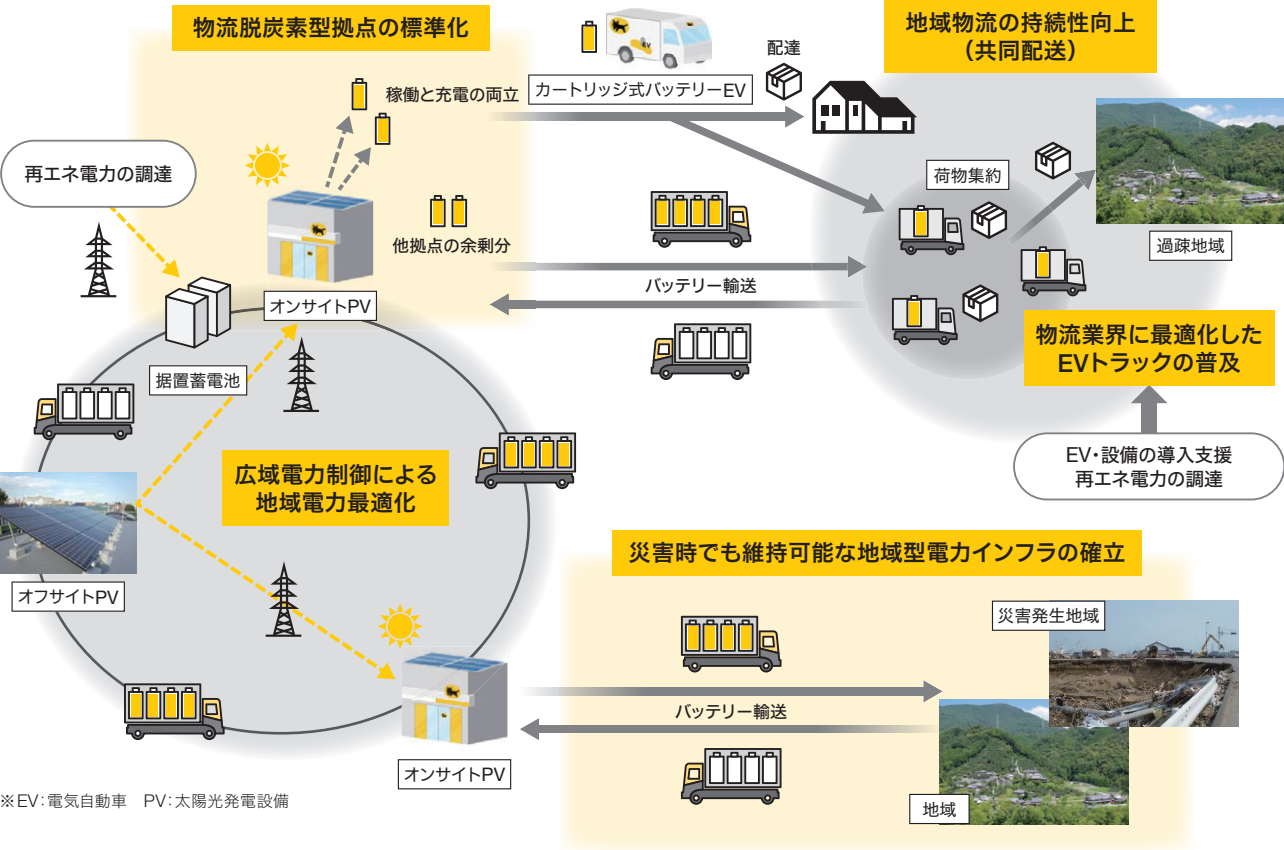 物流脱炭素型拠点の標準化
稼働と充電の両立
EV
カートリッジ式バッテリーEV
配達
地域物流の持続性向上
（共同配送）
再エネ電力の調達
他拠点の余剰分
オンサイトPV
据置蓄電池
バッテリー輸送
荷物集約
過疎地域
物流業界に最適化した
EVトラックの普及
EV・設備の導入支援
再エネ電力の調達
広域電力制御による
地域電力最適化
オフサイトPV
オンサイトPV
災害時でも維持可能な地域型電力インフラの確立
災害発生地域
バッテリー輸送
地域
※EV：電気自動車　PV：太陽光発電設備